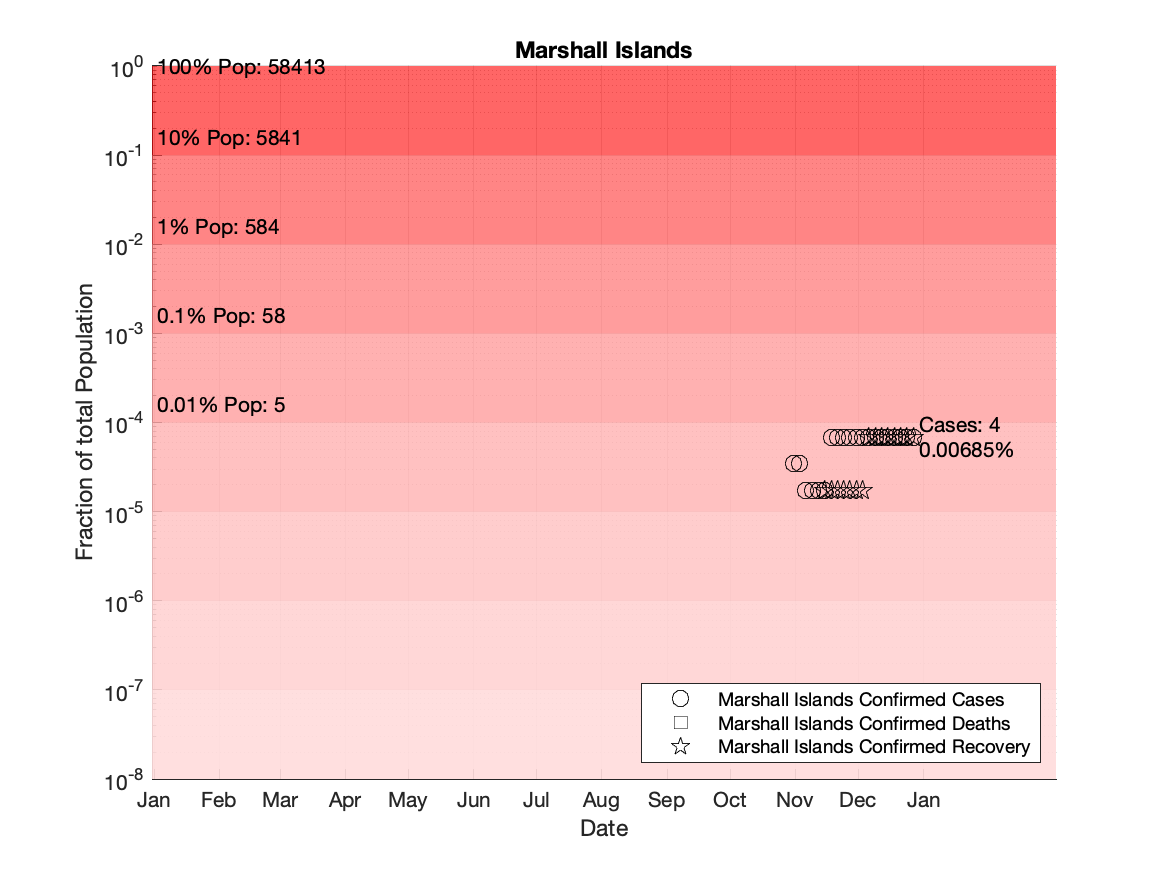 Marshall Islands
10^0
100% Pop: 58413
10% Pop: 5841
10^-1
1% Pop: 584
10^-2
0.1% Pop: 58
10^-3
0.01% Pop: 5
10^-4
Cases: 4
0.00685%
10^-5
10^-6
10^-7
10^-8
Fraction of total Population
Marshall Islands Confirmed Cases
Marshall Islands Confirmed Deaths
Marshall Islands Confirmed Recovery
Jan Feb Mar Apr May Jun Jul Aug Sep Oct Nov Dec Jan
Date